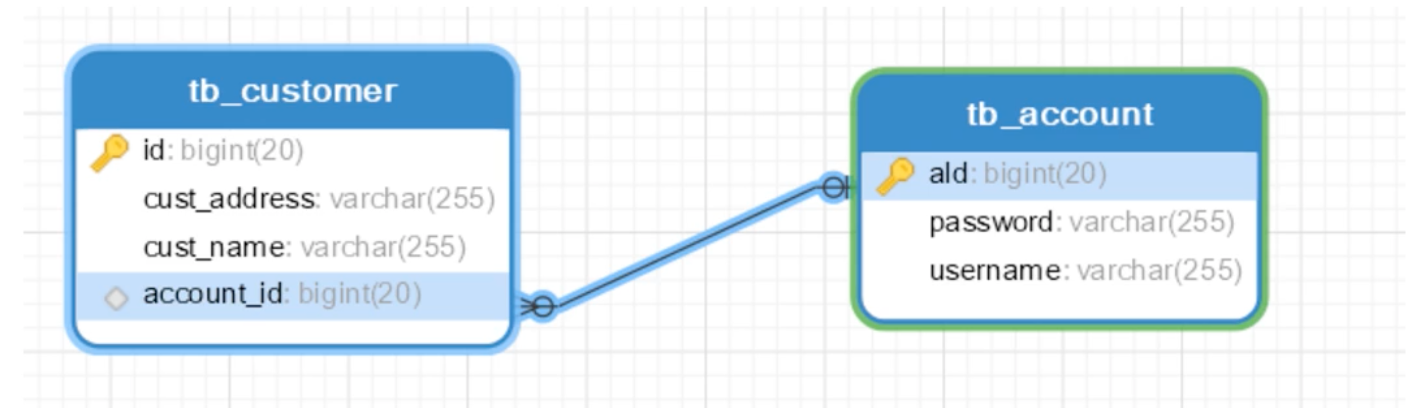 tb_customer
id: bigint(20)
cust_address: varchar(255)
cust_name: varchar(255)
account_id: bigint(20)
tb_account
aId: bigint(20)
password: varchar(255)
username: varchar(255)